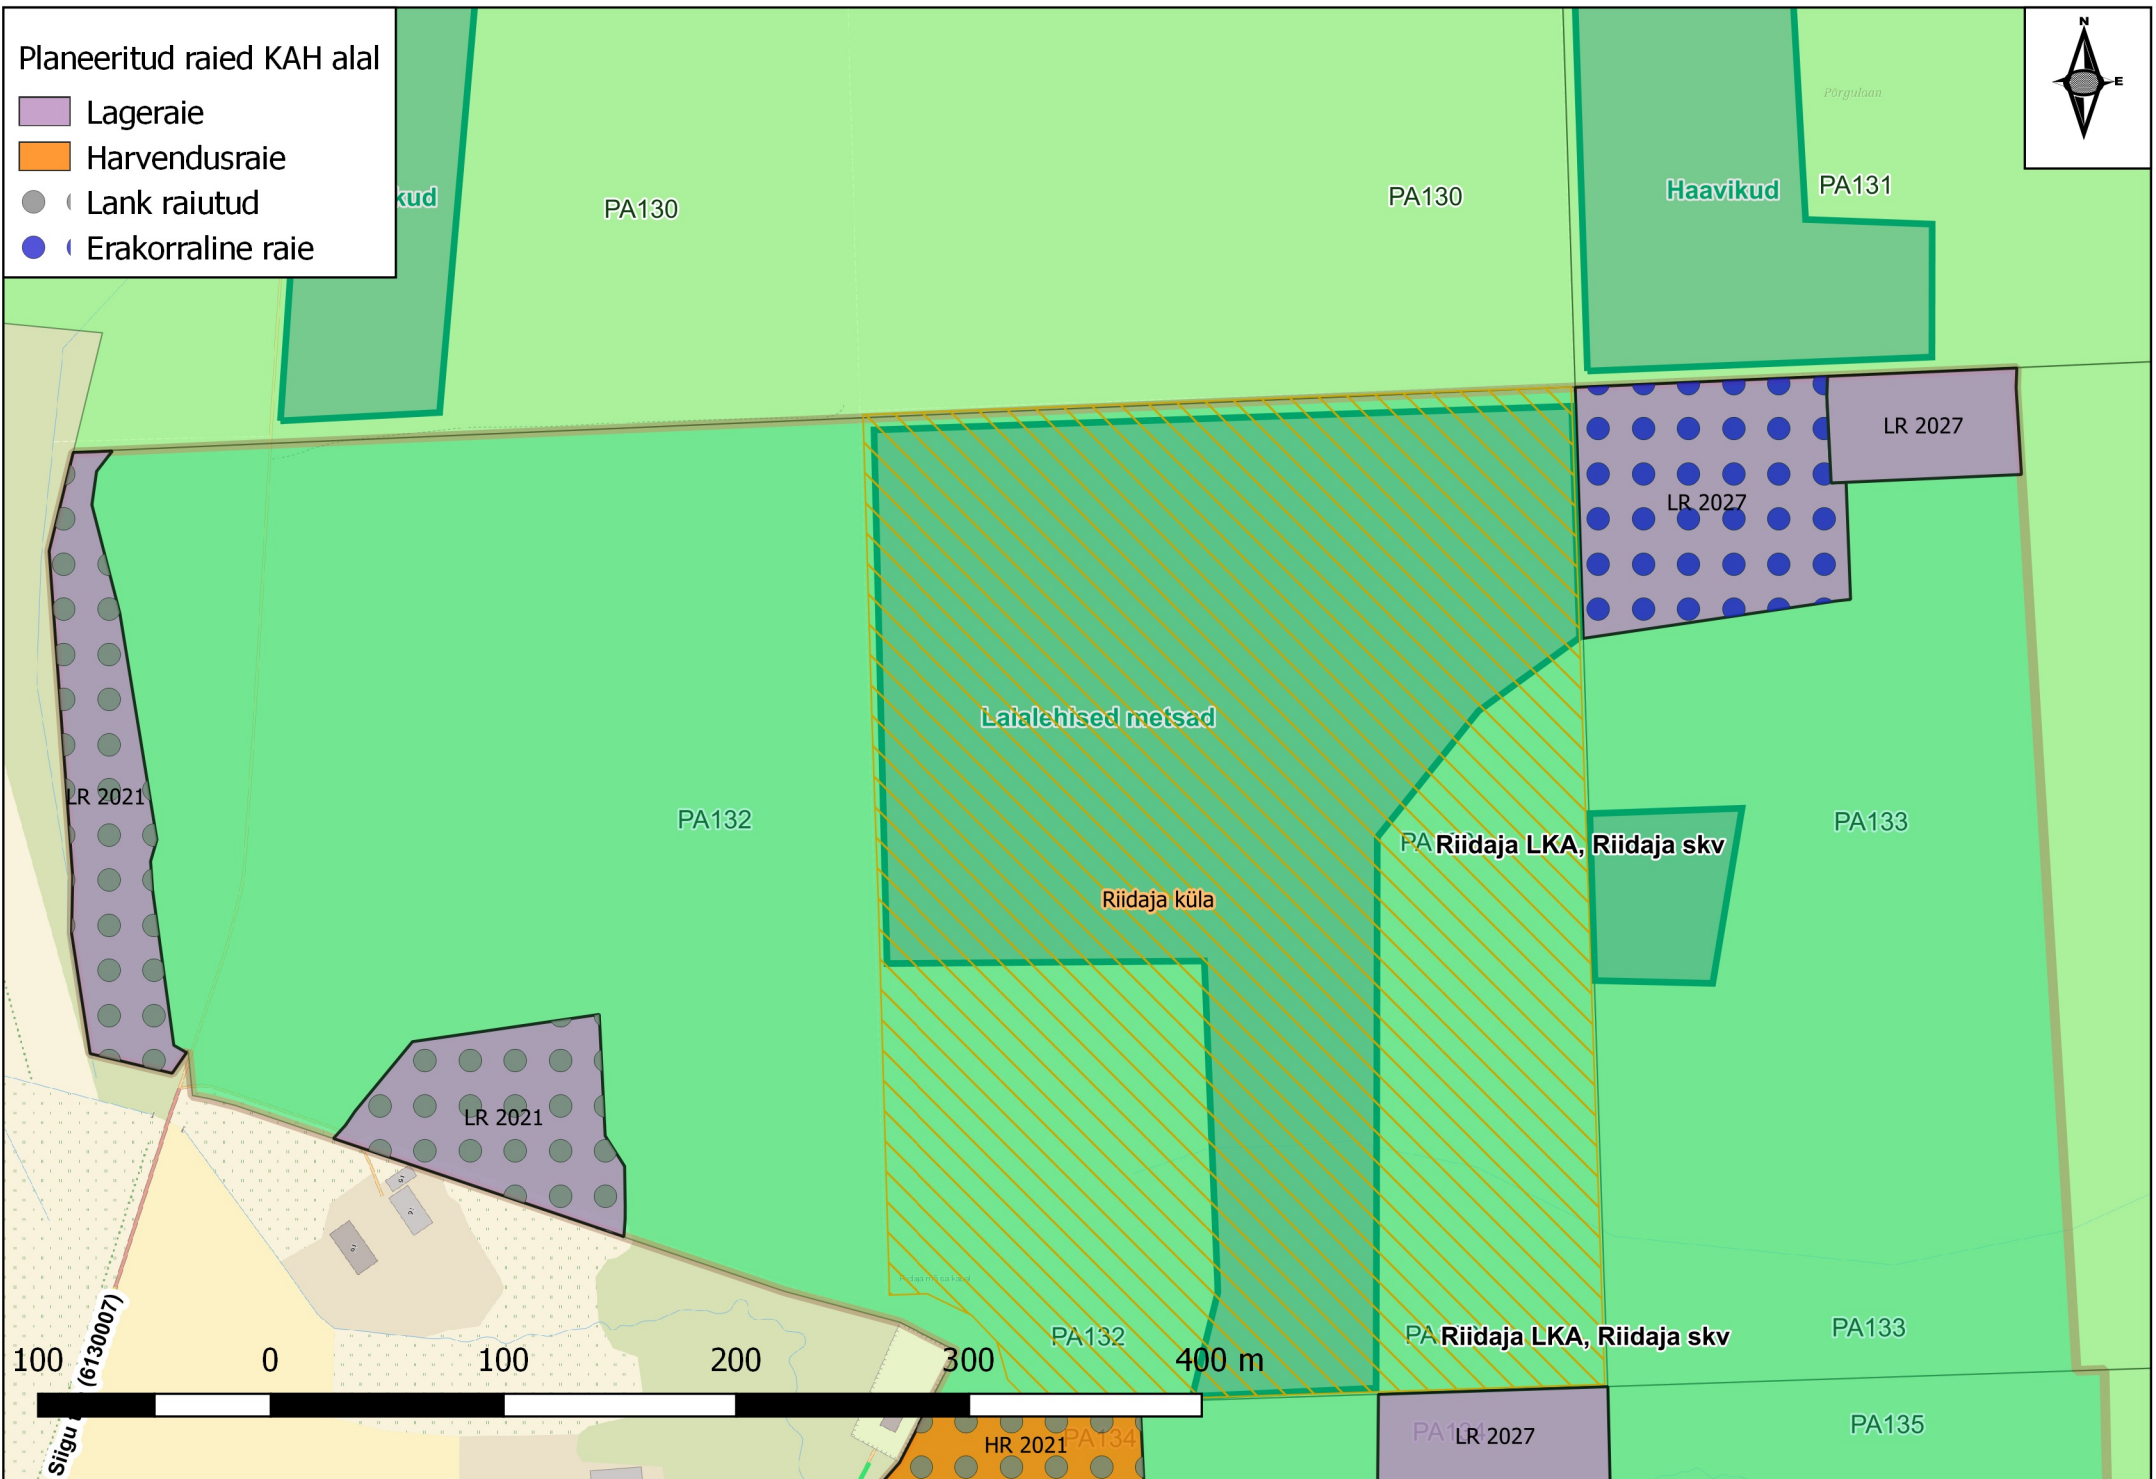 Planeeritud raied KAH alal
Lageraie
Harvendusraie
Lank raiutud
Erakorraline raie
N
E
Põrgulaan
kud
PA130
PA130
Haavikud
PA131
LR 2027
LR 2027
Laialehised metsad
LR 2021
PA132
PA
Riidaja LKA, Riidaja skv
PA133
Riidaja küla
LR 2021
PA132
PA
Riidaja LKA, Riidaja skv
PA133
100 0 100 200 300 400 m
Siigu
(6130007)
HR 2021
PA134
PA134
LR 2027
PA135